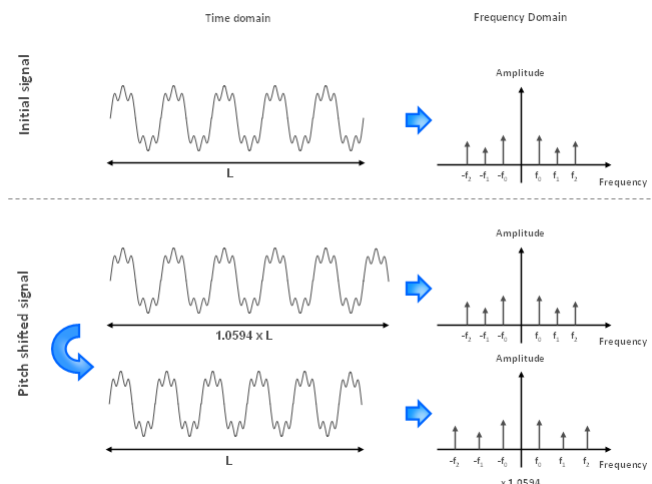 Time domain
Frequency Domain
Initial signal
Amplitude
L
-f₂ -f₁ -f₀ f₀ f₁ f₂
Frequency
Pitch shifted signal
Amplitude
1.0594 x L
-f₂ -f₁ -f₀ f₀ f₁ f₂
Frequency
Amplitude
L
-f₂ -f₁ -f₀ f₀ f₁ f₂
Frequency
x 1.0594